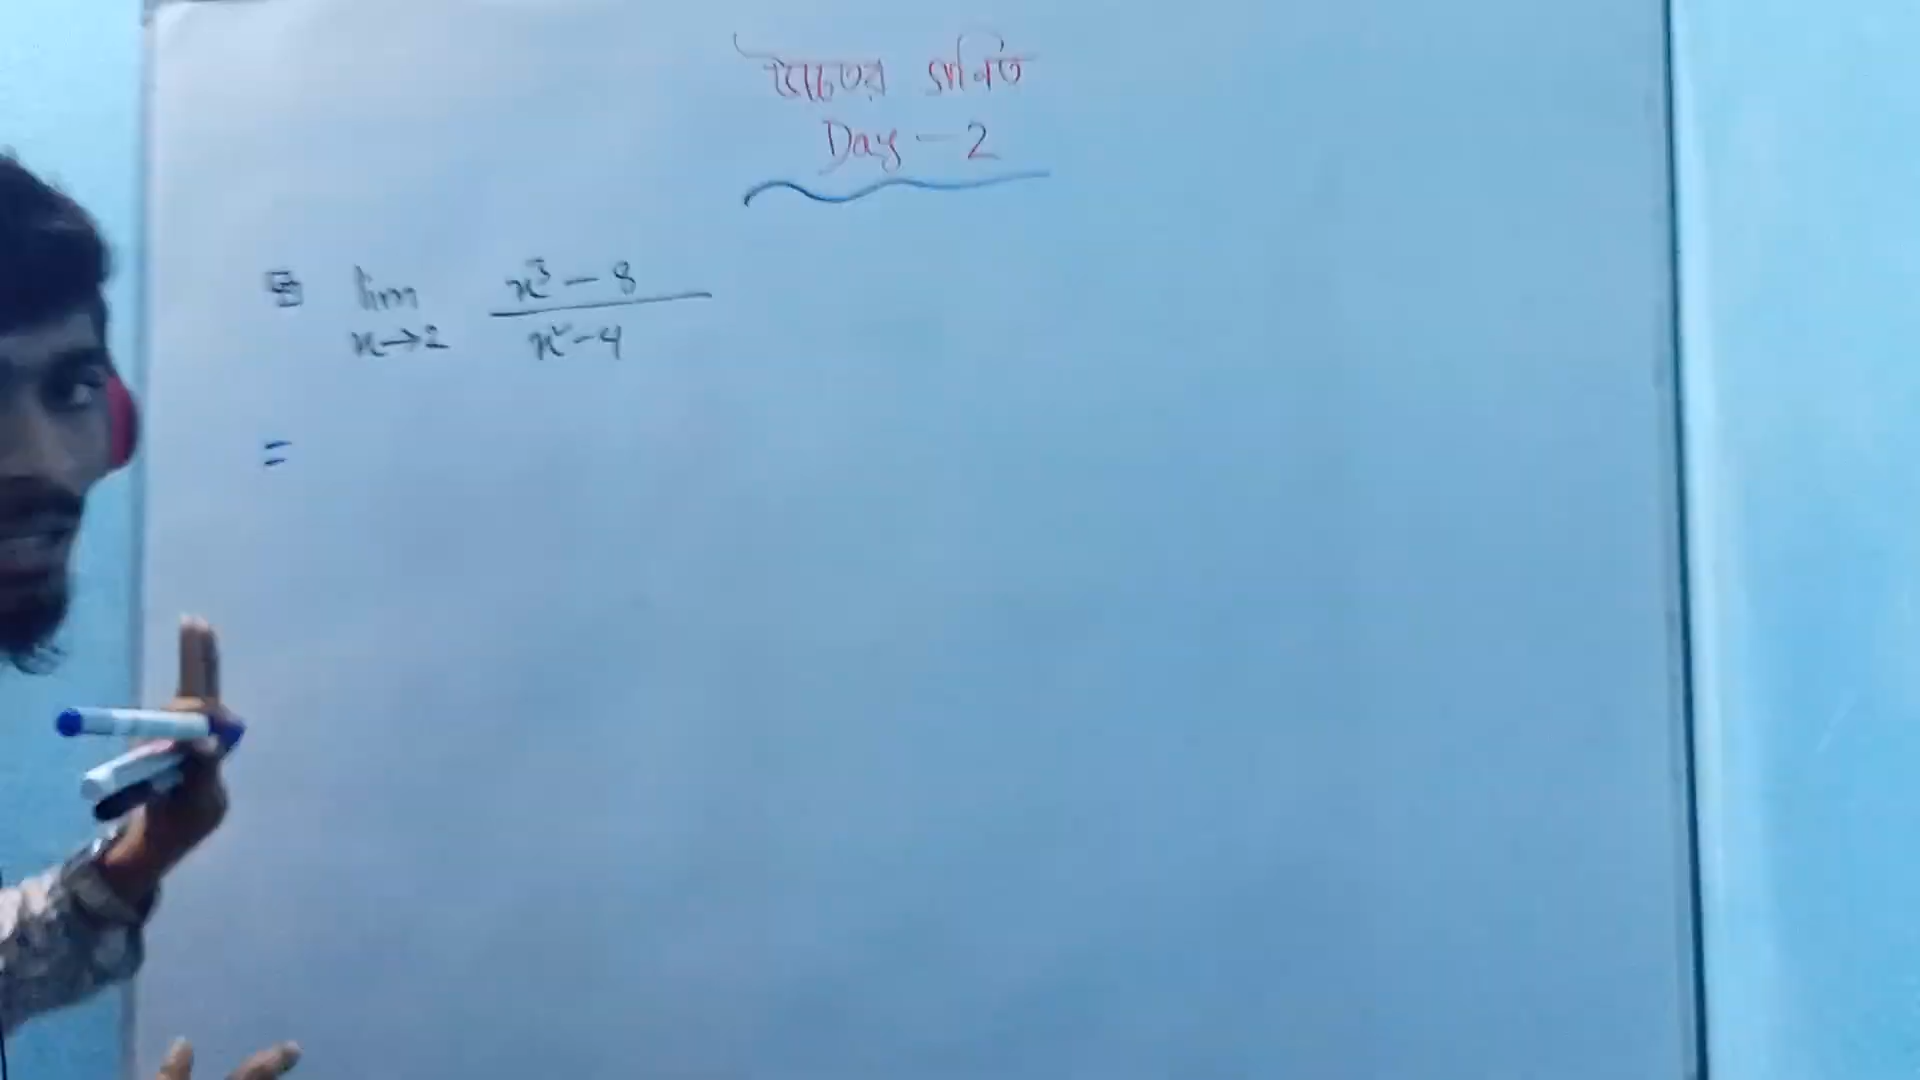 উচ্চতর গণিত
Day - 2
lim x→2 (x³ - 8)/(x² - 4)
=